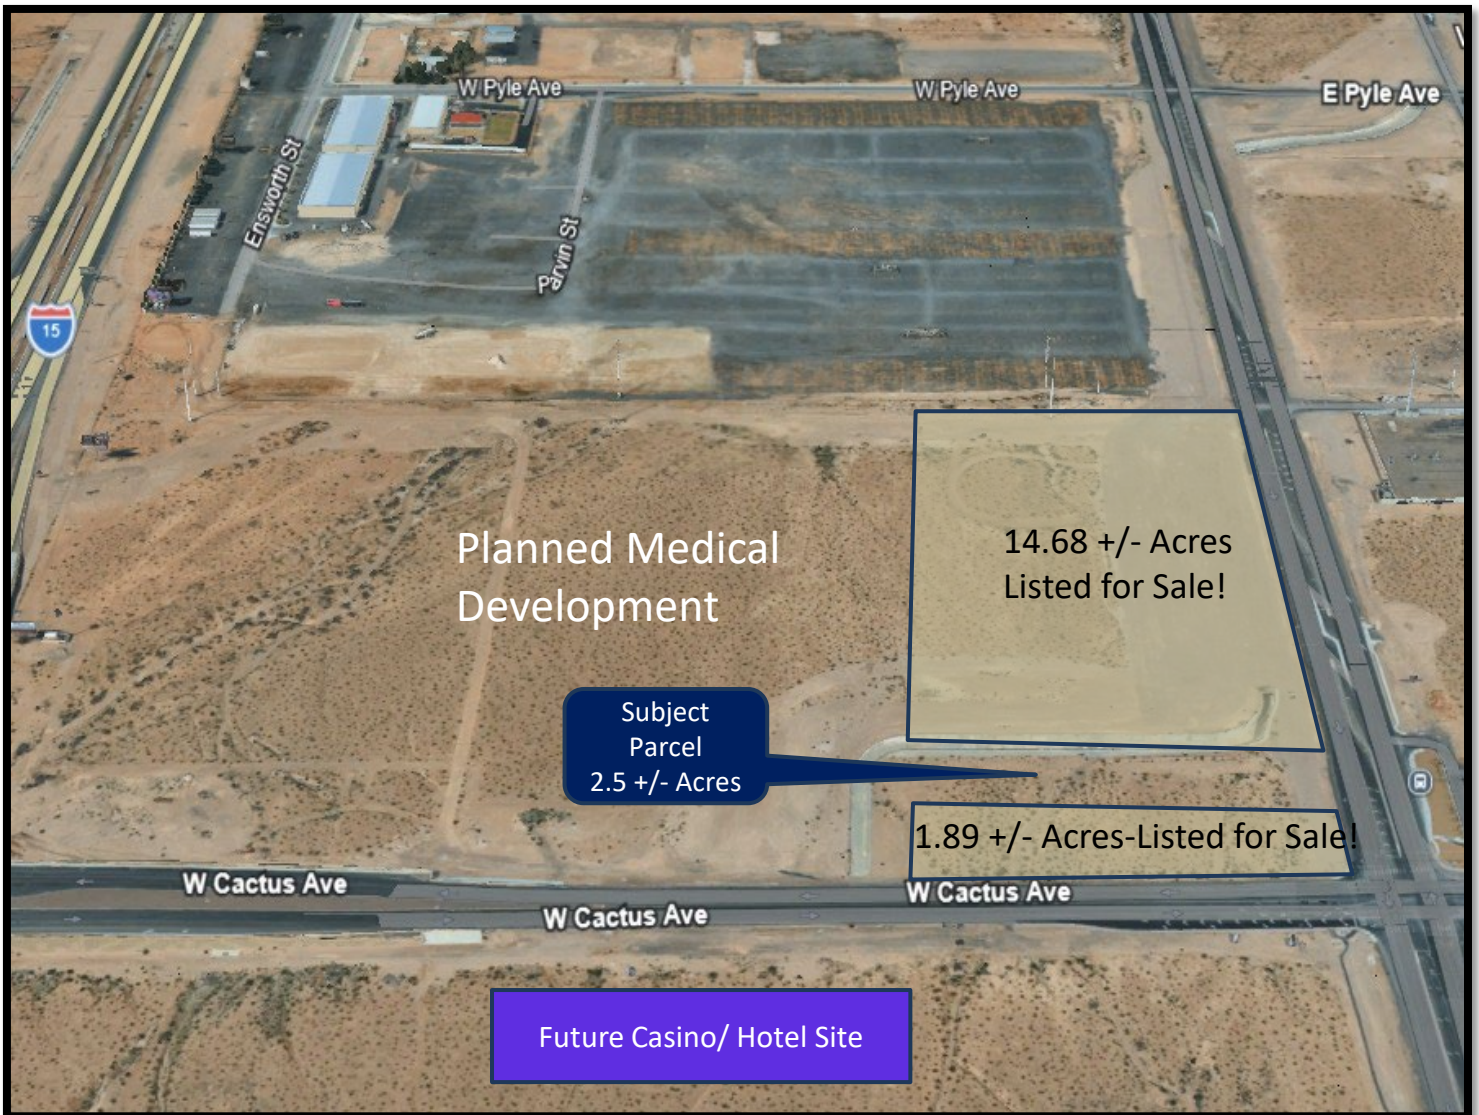 W Pyle Ave
W Pyle Ave
E Pyle Ave
Ensworth St
Parvin St
15
Planned Medical
Development
14.68 +/- Acres
Listed for Sale!
Subject
Parcel
2.5 +/- Acres
1.89 +/- Acres-Listed for Sale!
W Cactus Ave
W Cactus Ave
W Cactus Ave
Future Casino/ Hotel Site